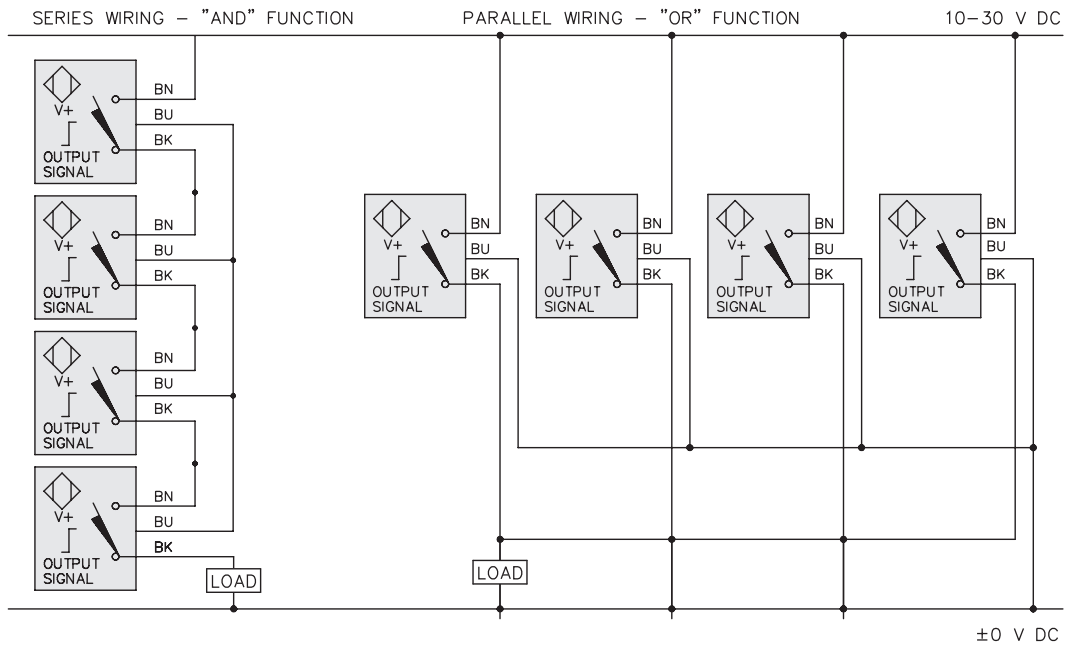 SERIES WIRING - "AND" FUNCTION
PARALLEL WIRING - "OR" FUNCTION
10-30 V DC
V+
OUTPUT
SIGNAL
BN
BU
BK
V+
OUTPUT
SIGNAL
BN
BU
BK
V+
OUTPUT
SIGNAL
BN
BU
BK
V+
OUTPUT
SIGNAL
BN
BU
BK
LOAD
V+
OUTPUT
SIGNAL
BN
BU
BK
V+
OUTPUT
SIGNAL
BN
BU
BK
V+
OUTPUT
SIGNAL
BN
BU
BK
V+
OUTPUT
SIGNAL
BN
BU
BK
LOAD
±0 V DC